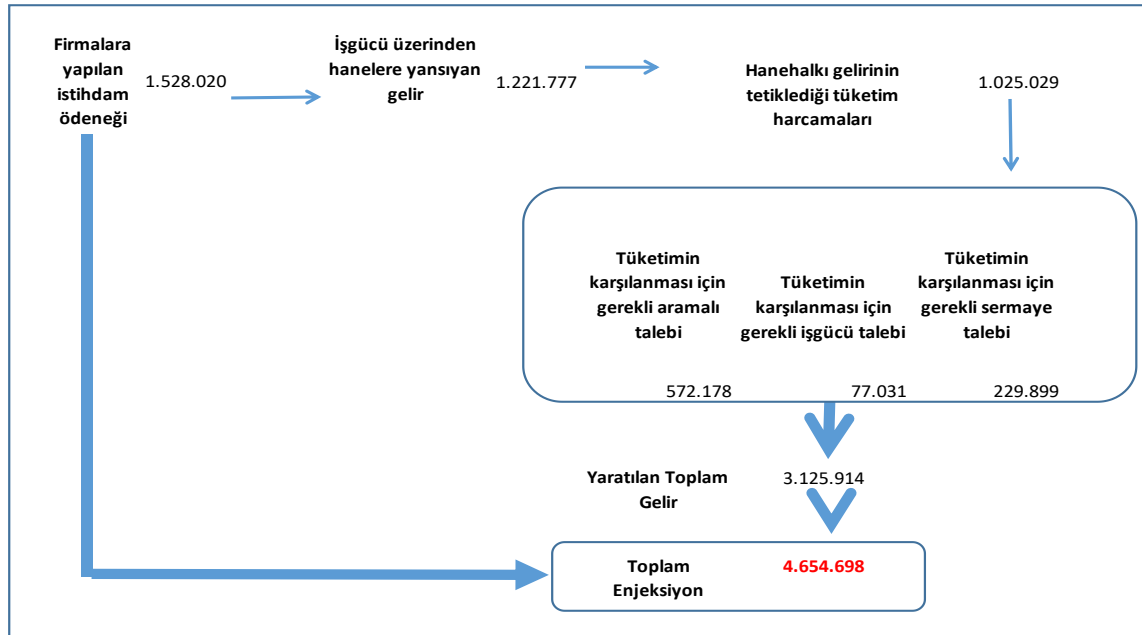 Firmalara
yapılan
istihdam
ödeneği
1.528.020
İşgücü üzerinden
hanelere yansıyan
gelir
1.221.777
Hanehalkı gelirinin
tetiklediği tüketim
harcamaları
1.025.029
Tüketimin
karşılanması için
gerekli aramalı
talebi
572.178
Tüketimin
karşılanması için
gerekli işgücü talebi
77.031
Tüketimin
karşılanması için
gerekli sermaye
talebi
229.899
Yaratılan Toplam
Gelir
3.125.914
Toplam
Enjeksiyon
4.654.698